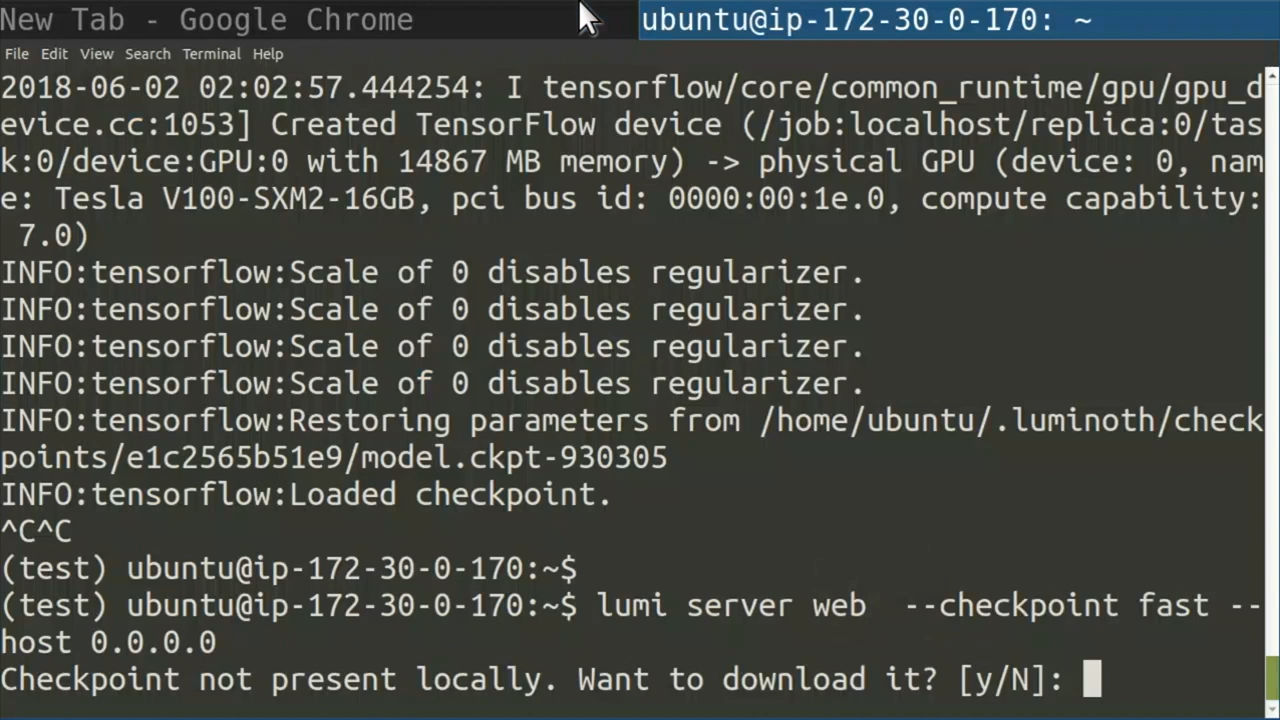 New Tab - Google Chrome
ubuntu@ip-172-30-0-170: ~
File Edit View Search Terminal Help
2018-06-02 02:02:57.444254: I tensorflow/core/common_runtime/gpu/gpu_d
evice.cc:1053] Created TensorFlow device (/job:localhost/replica:0/tas
k:0/device:GPU:0 with 14867 MB memory) -> physical GPU (device: 0, nam
e: Tesla V100-SXM2-16GB, pci bus id: 0000:00:1e.0, compute capability:
 7.0)
INFO:tensorflow:Scale of 0 disables regularizer.
INFO:tensorflow:Scale of 0 disables regularizer.
INFO:tensorflow:Scale of 0 disables regularizer.
INFO:tensorflow:Scale of 0 disables regularizer.
INFO:tensorflow:Restoring parameters from /home/ubuntu/.luminoth/check
points/e1c2565b51e9/model.ckpt-930305
INFO:tensorflow:Loaded checkpoint.
^C^C
(test) ubuntu@ip-172-30-0-170:~$
(test) ubuntu@ip-172-30-0-170:~$ lumi server web  --checkpoint fast --
host 0.0.0.0
Checkpoint not present locally. Want to download it? [y/N]: